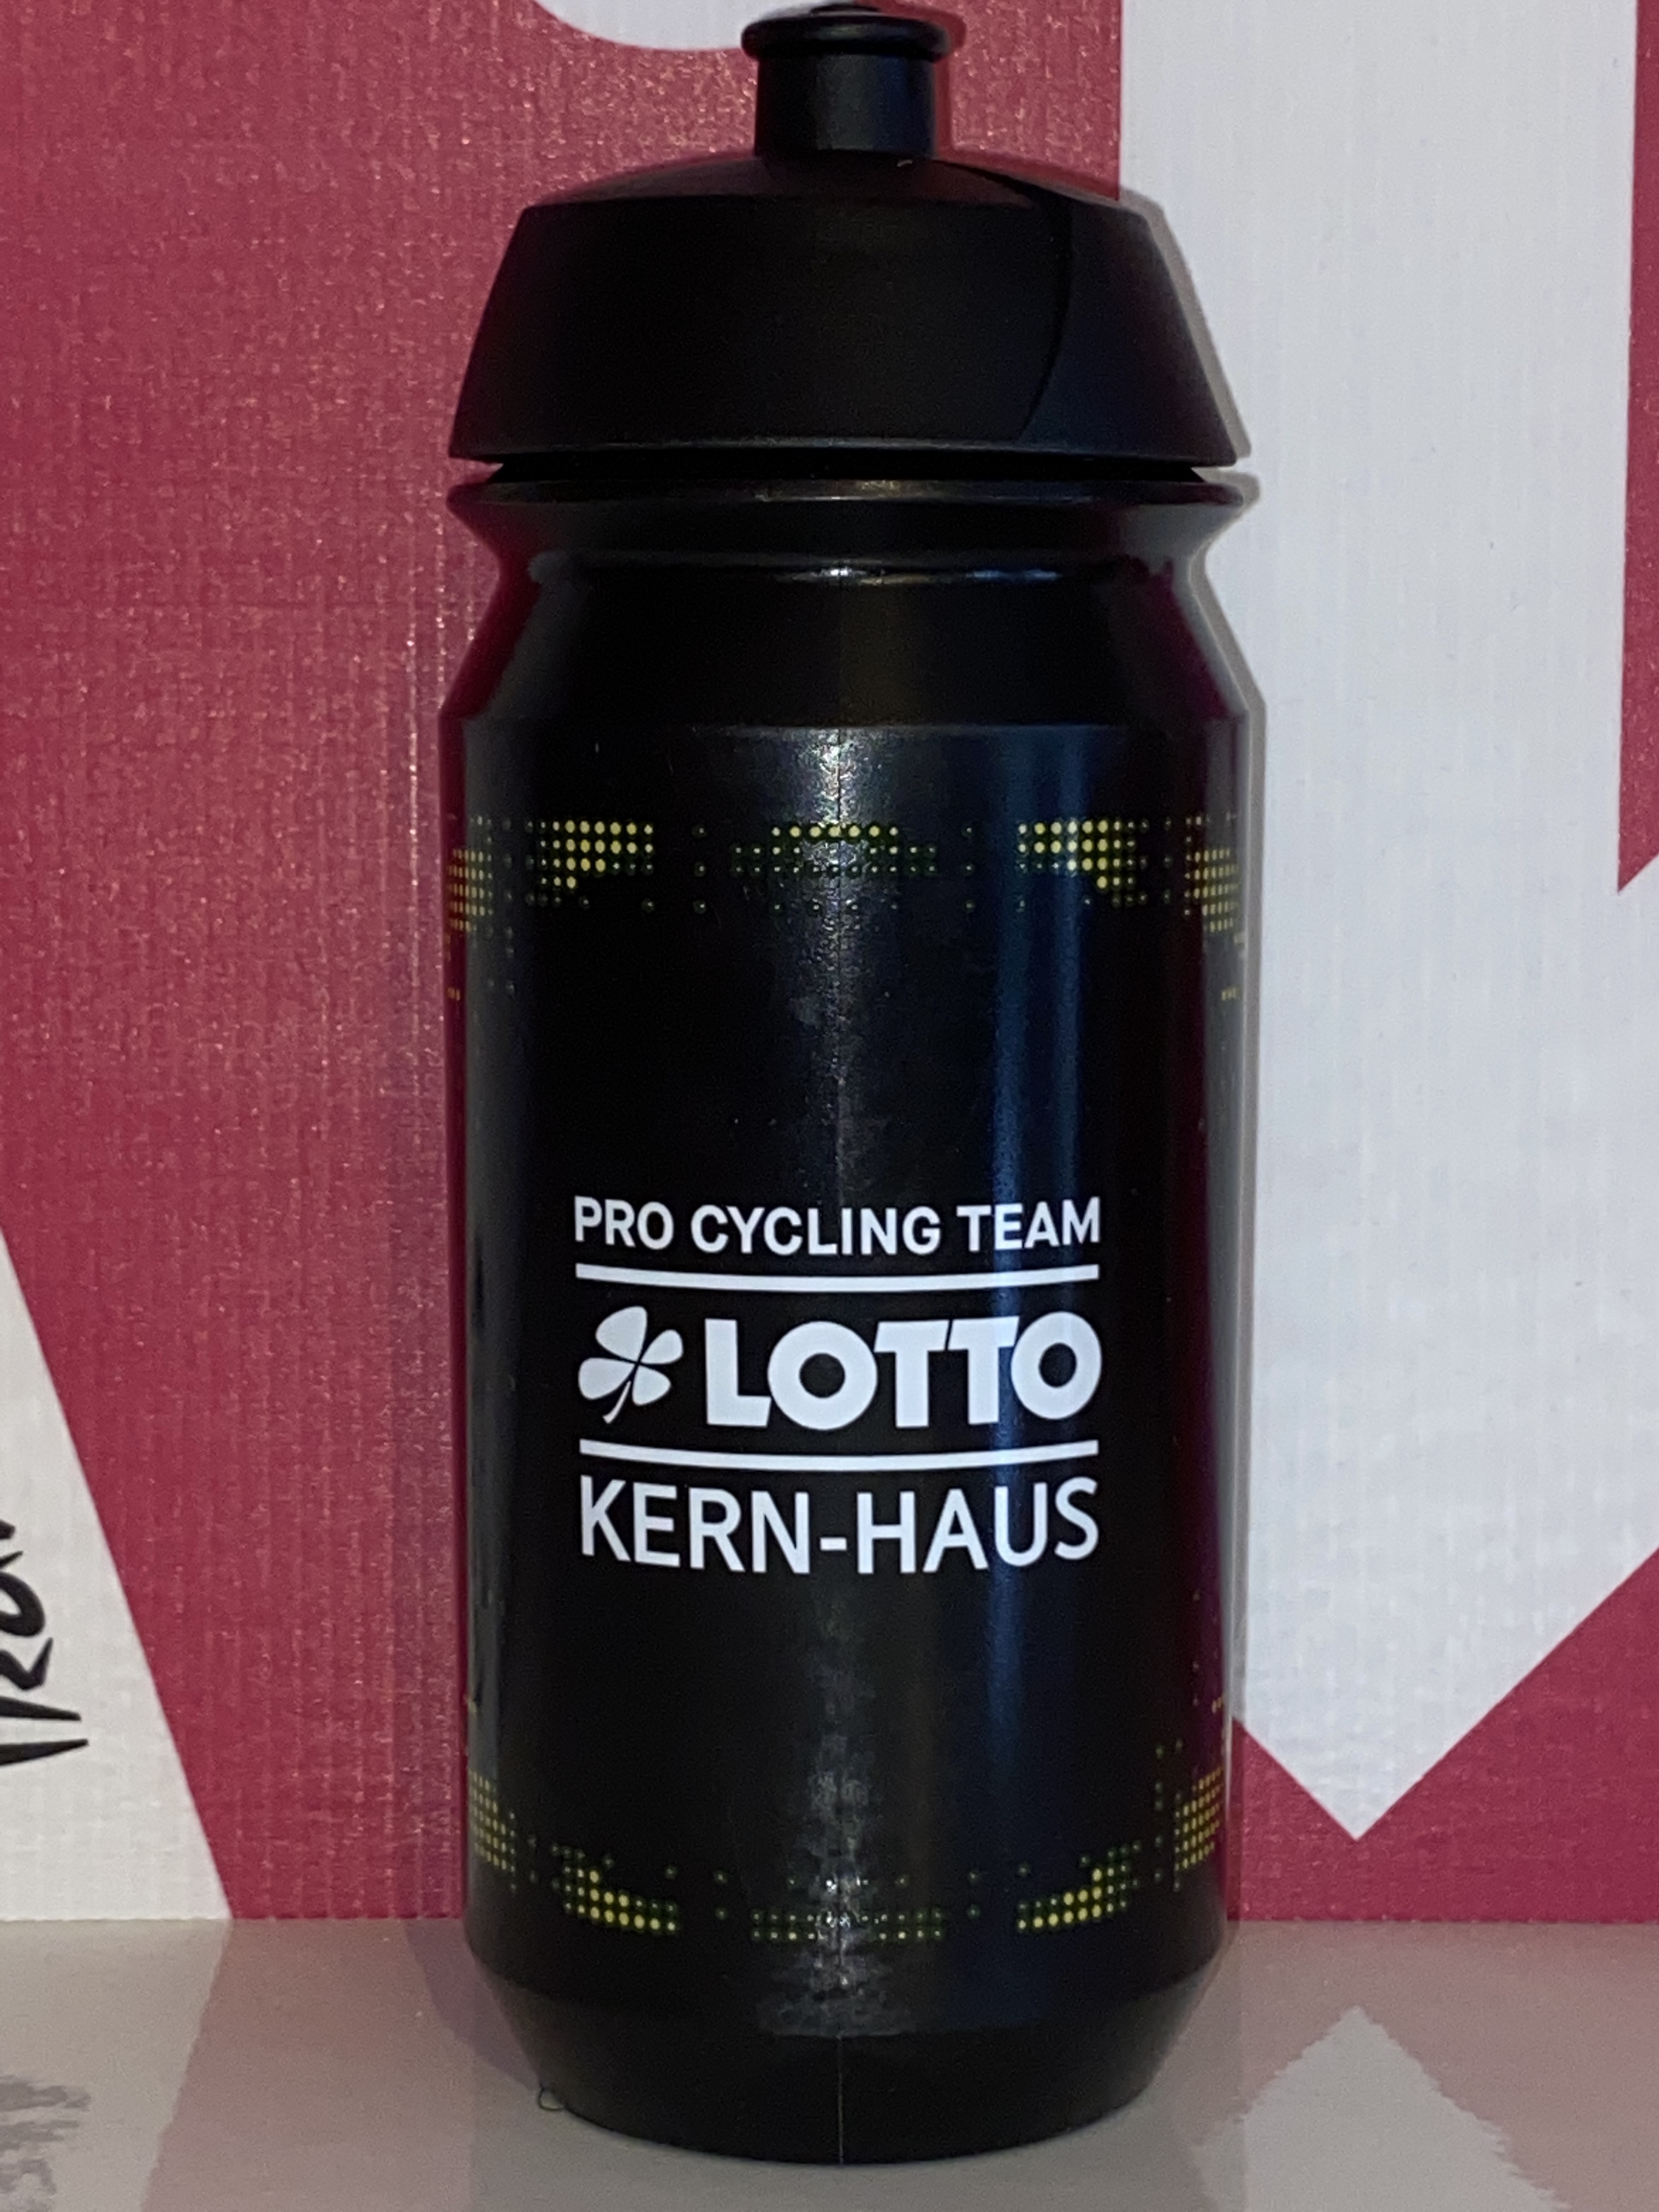 PRO CYCLING TEAM
LOTTO
KERN-HAUS